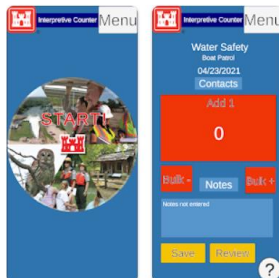 Interpretive Counter Menu
START!
Interpretive Counter Menu
Water Safety
Boat Patrol
04/23/2021
Contacts
Add 1
0
Bulk - Notes Bulk +
Notes not entered
Save Review
?